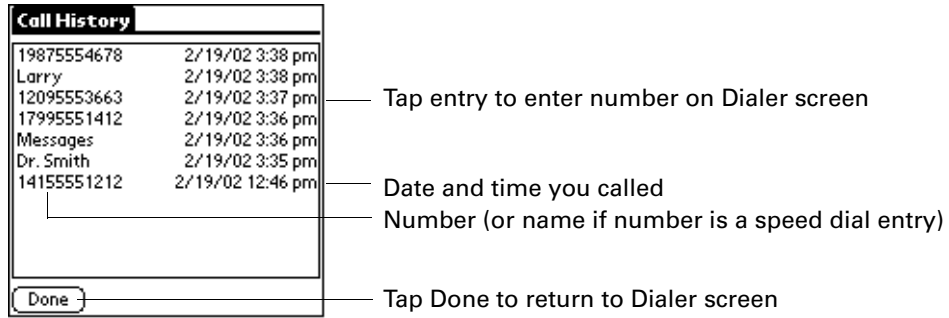 Call History
19875554678 2/19/02 3:38 pm
Larry 2/19/02 3:38 pm
12095553663 2/19/02 3:37 pm
17995551412 2/19/02 3:36 pm
Messages 2/19/02 3:36 pm
Dr. Smith 2/19/02 3:35 pm
14155551212 2/19/02 12:46 pm
Done
Tap entry to enter number on Dialer screen
Date and time you called
Number (or name if number is a speed dial entry)
Tap Done to return to Dialer screen